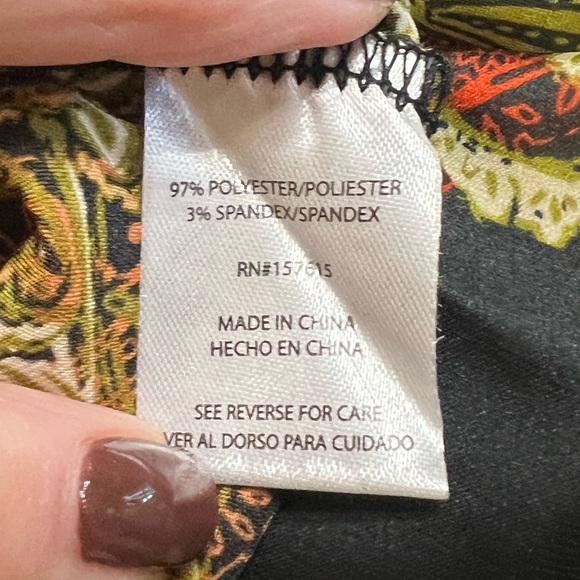 97% POLYESTER/POLIESTER
3% SPANDEX/SPANDEX
RN#157615
MADE IN CHINA
HECHO EN CHINA
SEE REVERSE FOR CARE
VER AL DORSO PARA CUIDADO